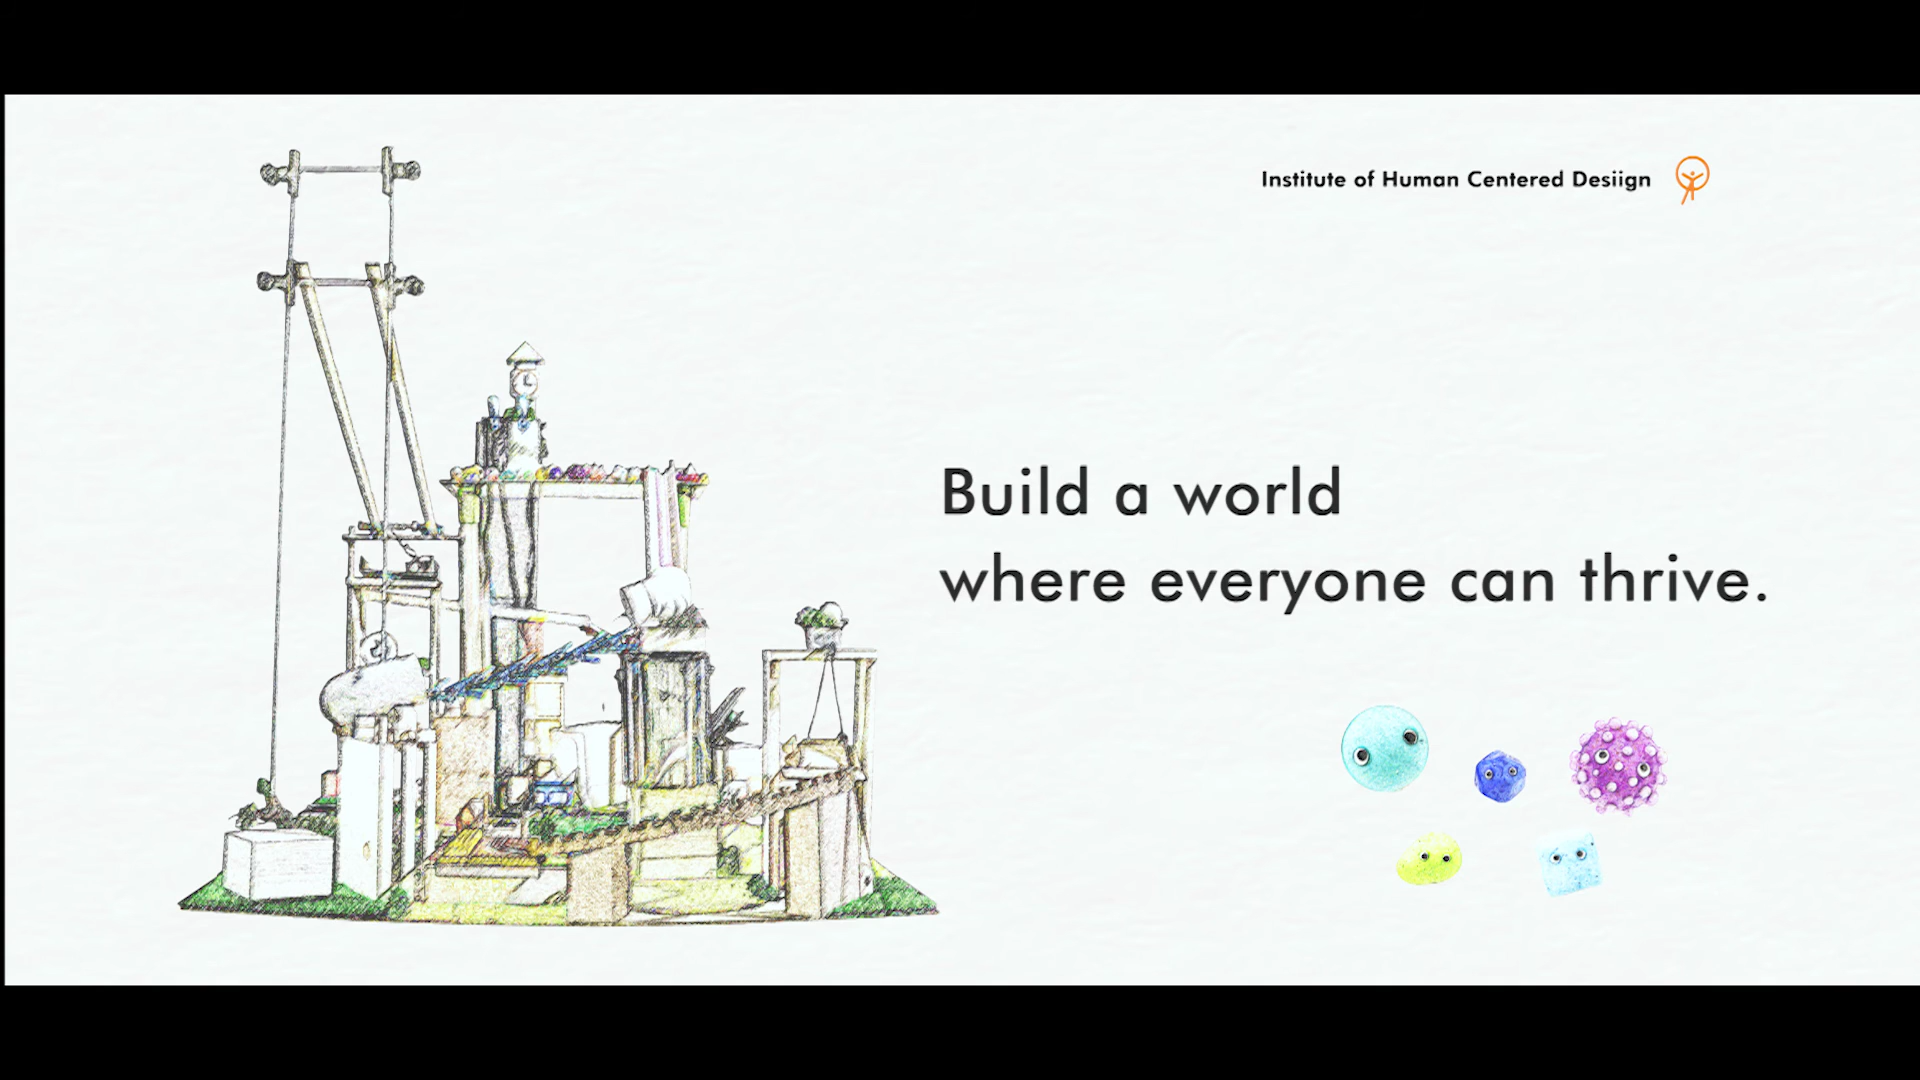 Institute of Human Centered Desiign
Build a world
where everyone can thrive.